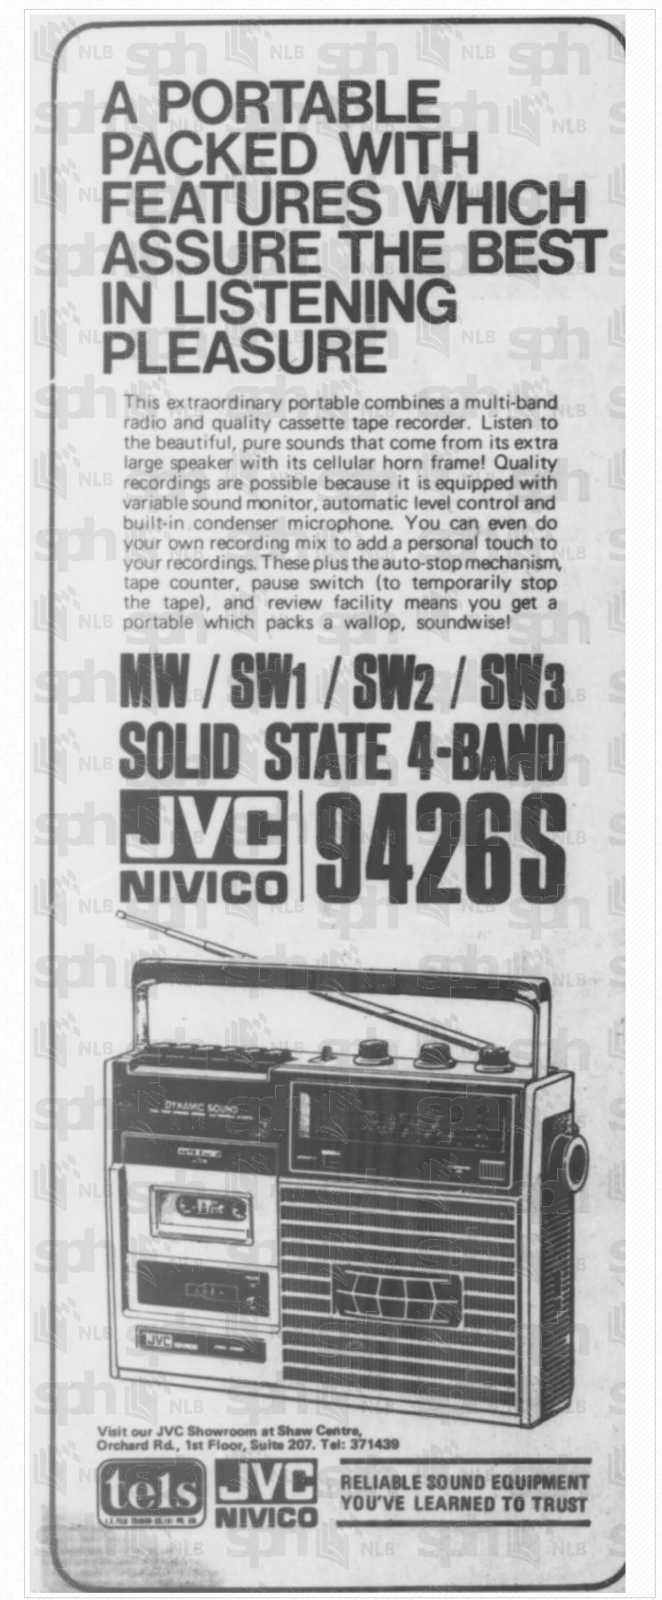 A PORTABLE
PACKED WITH
FEATURES WHICH
ASSURE THE BEST
IN LISTENING
PLEASURE
This extraordinary portable combines a multi-band
radio and quality cassette tape recorder. Listen to
the beautiful, pure sounds that come from its extra
large speaker with its cellular horn frame! Quality
recordings are possible because it is equipped with
variable sound monitor, automatic level control and
built-in condenser microphone. You can even do
your own recording mix to add a personal touch to
your recordings. These plus the auto-stop mechanism,
tape counter, pause switch (to temporarily stop
the tape), and review facility means you get a
portable which packs a wallop, soundwise!
MW / SW1 / SW2 / SW3
SOLID STATE 4-BAND
JVC
NIVICO
9426S
DYNAMIC SOUND
JVC
Visit our JVC Showroom at Shaw Centre,
Orchard Rd., 1st Floor, Suite 207. Tel: 371439
tels
JVC
NIVICO
RELIABLE SOUND EQUIPMENT
YOU'VE LEARNED TO TRUST
sph
NLB